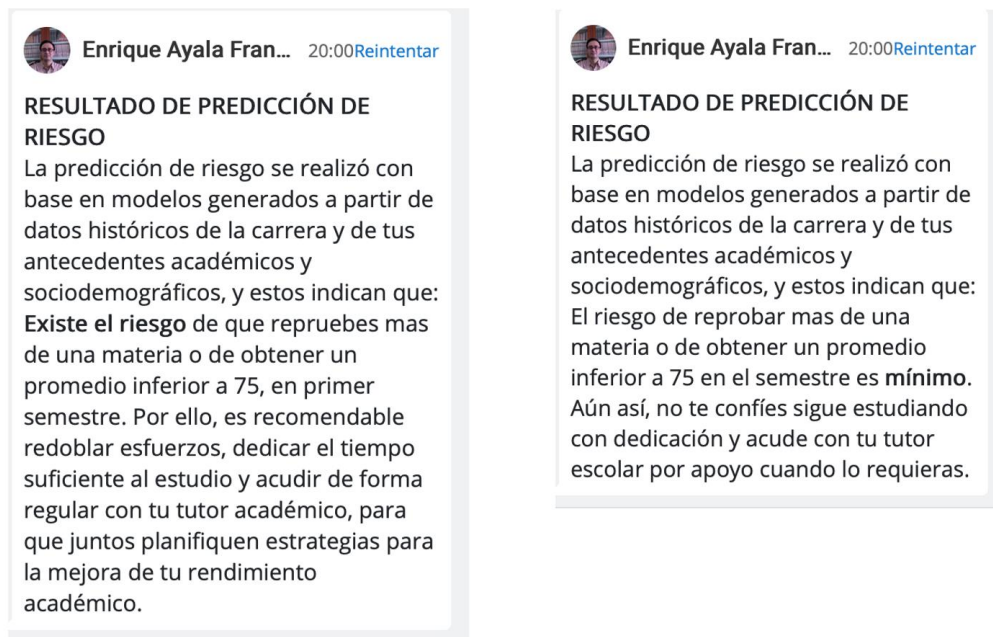 Enrique Ayala Fran... 20:00Reintentar
RESULTADO DE PREDICCIÓN DE
RIESGO
La predicción de riesgo se realizó con
base en modelos generados a partir de
datos históricos de la carrera y de tus
antecedentes académicos y
sociodemográficos, y estos indican que:
Existe el riesgo de que repruebes mas
de una materia o de obtener un
promedio inferior a 75, en primer
semestre. Por ello, es recomendable
redoblar esfuerzos, dedicar el tiempo
suficiente al estudio y acudir de forma
regular con tu tutor académico, para
que juntos planifiquen estrategias para
la mejora de tu rendimiento
académico.
Enrique Ayala Fran... 20:00Reintentar
RESULTADO DE PREDICCIÓN DE
RIESGO
La predicción de riesgo se realizó con
base en modelos generados a partir de
datos históricos de la carrera y de tus
antecedentes académicos y
sociodemográficos, y estos indican que:
El riesgo de reprobar mas de una
materia o de obtener un promedio
inferior a 75 en el semestre es mínimo.
Aún así, no te confíes sigue estudiando
con dedicación y acude con tu tutor
escolar por apoyo cuando lo requieras.